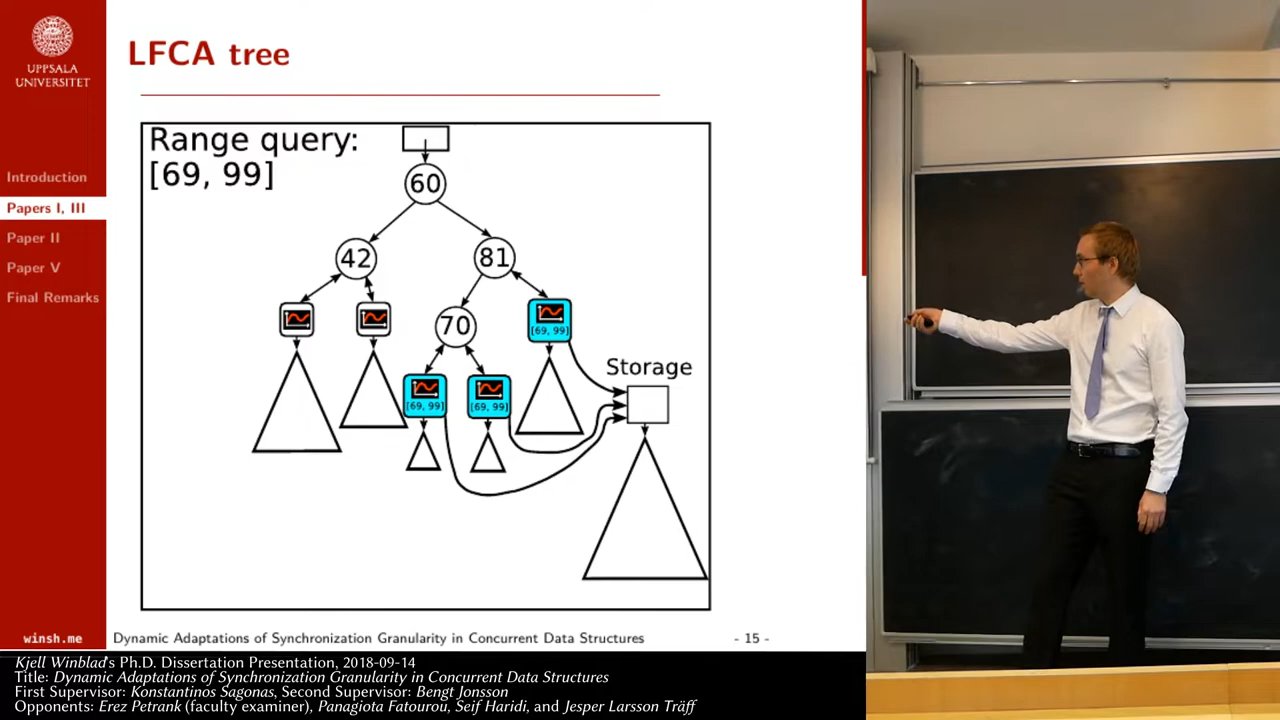 UPPSALA
UNIVERSITET
Introduction
Papers I, III
Paper II
Paper V
Final Remarks
winsh.me
LFCA tree
Range query:
[69, 99]
60
42
81
70
[69, 99]
[69, 99]
[69, 99]
Storage
Dynamic Adaptations of Synchronization Granularity in Concurrent Data Structures
- 15 -
Kjell Winblad's Ph.D. Dissertation Presentation, 2018-09-14
Title: Dynamic Adaptations of Synchronization Granularity in Concurrent Data Structures
First Supervisor: Konstantinos Sagonas, Second Supervisor: Bengt Jonsson
Opponents: Erez Petrank (faculty examiner), Panagiota Fatourou, Seif Haridi, and Jesper Larsson Träff